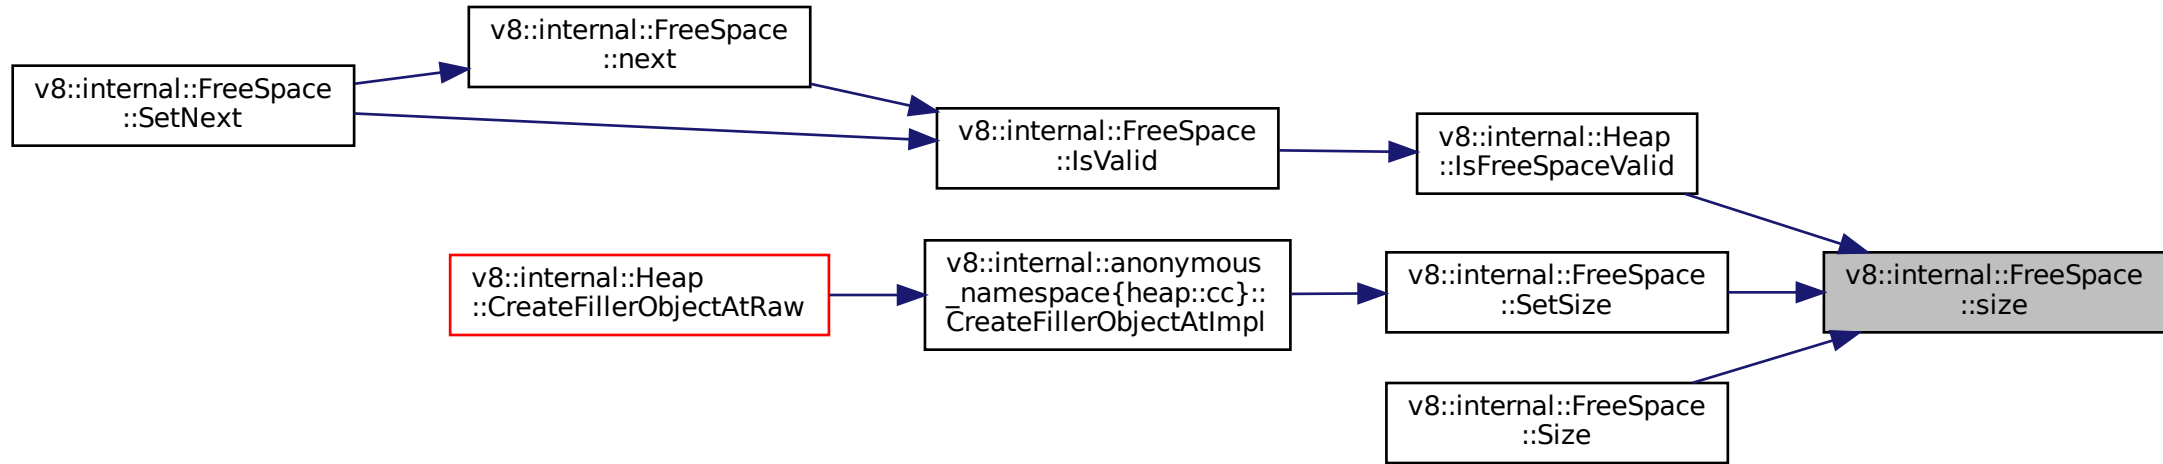 v8::internal::FreeSpace
::SetNext
v8::internal::FreeSpace
::next
v8::internal::FreeSpace
::IsValid
v8::internal::Heap
::IsFreeSpaceValid
v8::internal::FreeSpace
::size
v8::internal::Heap
::CreateFillerObjectAtRaw
v8::internal::anonymous
_namespace{heap::cc}::
CreateFillerObjectAtImpl
v8::internal::FreeSpace
::SetSize
v8::internal::FreeSpace
::Size